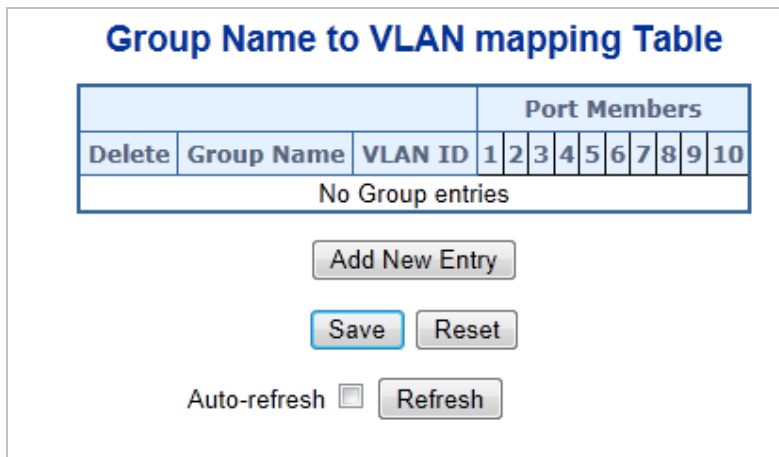 Group Name to VLAN mapping Table
Port Members
Delete Group Name VLAN ID 1 2 3 4 5 6 7 8 9 10
No Group entries
Add New Entry
Save Reset
Auto-refresh Refresh